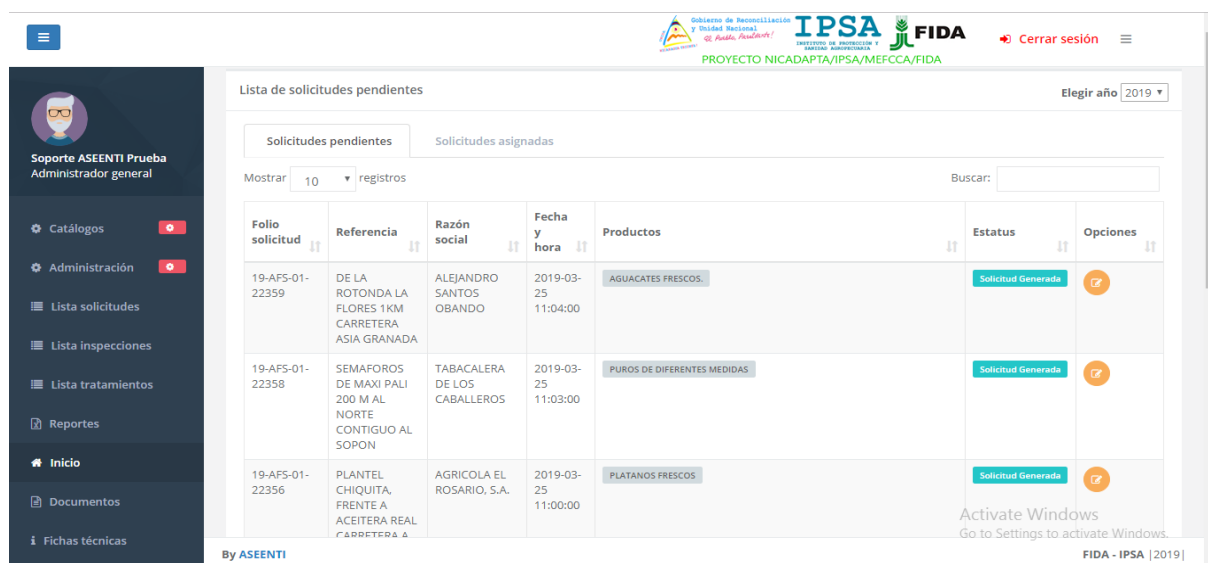 Gobierno de Reconciliación
y Unidad Nacional
El Pueblo, Presidente!
IPSA
INSTITUTO DE PROTECCION Y
SANIDAD AGROPECUARIA
FIDA
PROYECTO NICADAPTA/IPSA/MEFCCA/FIDA
Cerrar sesión
Soporte ASEENTI Prueba
Administrador general
Catálogos
Administración
Lista solicitudes
Lista inspecciones
Lista tratamientos
Reportes
Inicio
Documentos
Fichas técnicas
Lista de solicitudes pendientes
Elegir año 2019
Solicitudes pendientes
Solicitudes asignadas
Mostrar 10 registros
Buscar:
Folio
solicitud
Referencia
Razón
social
Fecha
y
hora
Productos
Estatus
Opciones
19-AFS-01-
22359
DE LA
ROTONDA LA
FLORES 1KM
CARRETERA
ASIA GRANADA
ALEJANDRO
SANTOS
OBANDO
2019-03-
25
11:04:00
AGUACATES FRESCOS.
Solicitud Generada
19-AFS-01-
22358
SEMAFOROS
DE MAXI PALI
200 M AL
NORTE
CONTIGUO AL
SOPON
TABACALERA
DE LOS
CABALLEROS
2019-03-
25
11:03:00
PUROS DE DIFERENTES MEDIDAS
Solicitud Generada
19-AFS-01-
22356
PLANTEL
CHIQUITA,
FRENTE A
ACEITERA REAL
CARRETERA A
AGRICOLA EL
ROSARIO, S.A.
2019-03-
25
11:00:00
PLATANOS FRESCOS
Solicitud Generada
Activate Windows
Go to Settings to activate Windows.
By ASEENTI
FIDA - IPSA |2019|